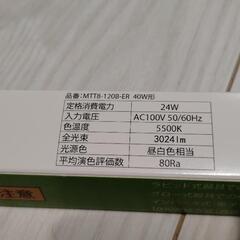 品番：MTT8-120B-ER 40W形
定格消費電力 24W
入力電圧 AC100V 50/60Hz
色温度 5500K
全光束 3024lm
光源色 昼白色相当
平均演色評価数 80Ra
注意